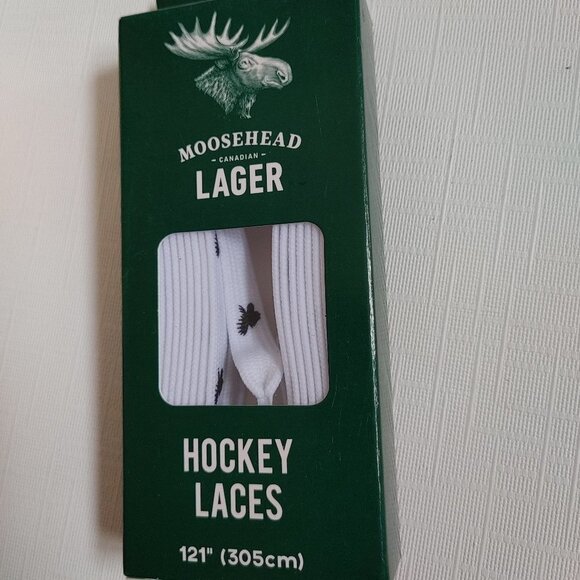 MOOSEHEAD
- CANADIAN -
LAGER
HOCKEY
LACES
121" (305cm)